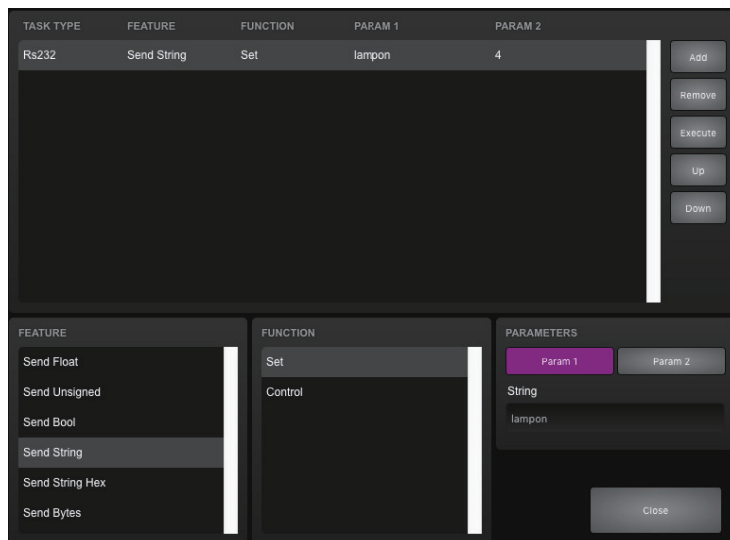 TASK TYPE FEATURE FUNCTION PARAM 1 PARAM 2
Rs232 Send String Set lampon 4
Add
Remove
Execute
Up
Down
FEATURE
Send Float
Send Unsigned
Send Bool
Send String
Send String Hex
Send Bytes
FUNCTION
Set
Control
PARAMETERS
Param 1 Param 2
String
lampon
Close